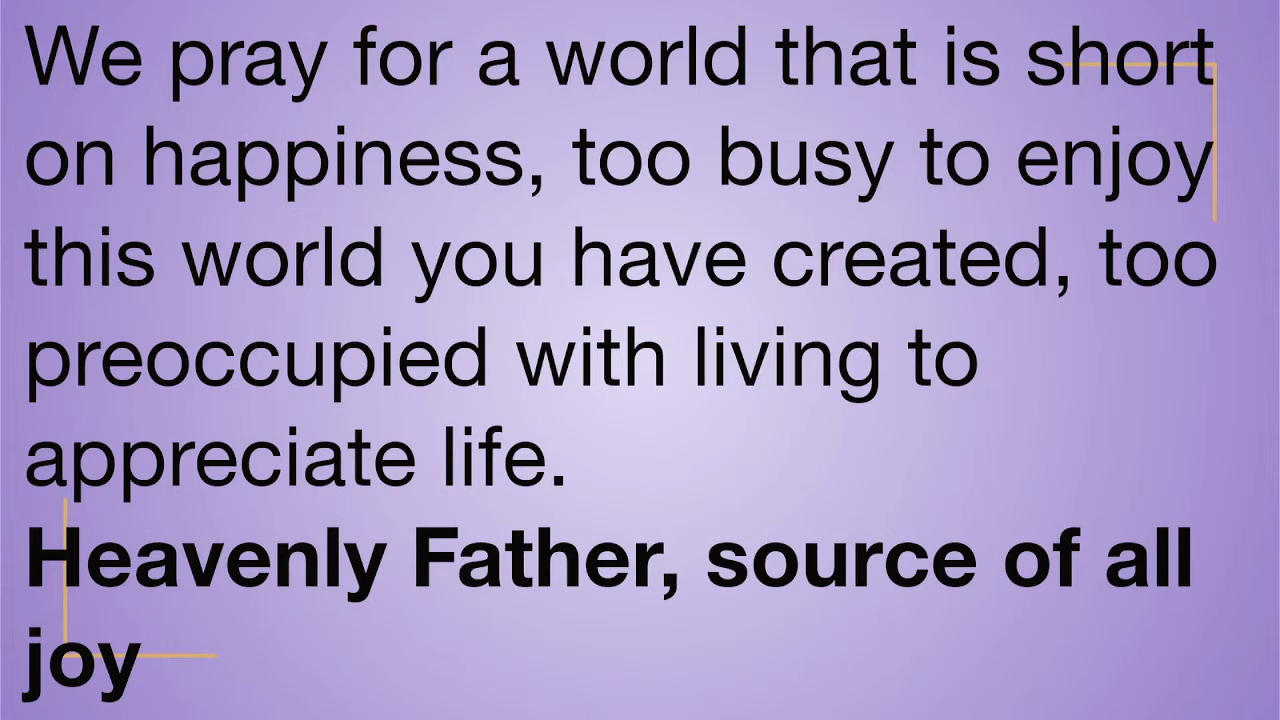 We pray for a world that is short
on happiness, too busy to enjoy
this world you have created, too
preoccupied with living to
appreciate life.
Heavenly Father, source of all
joy